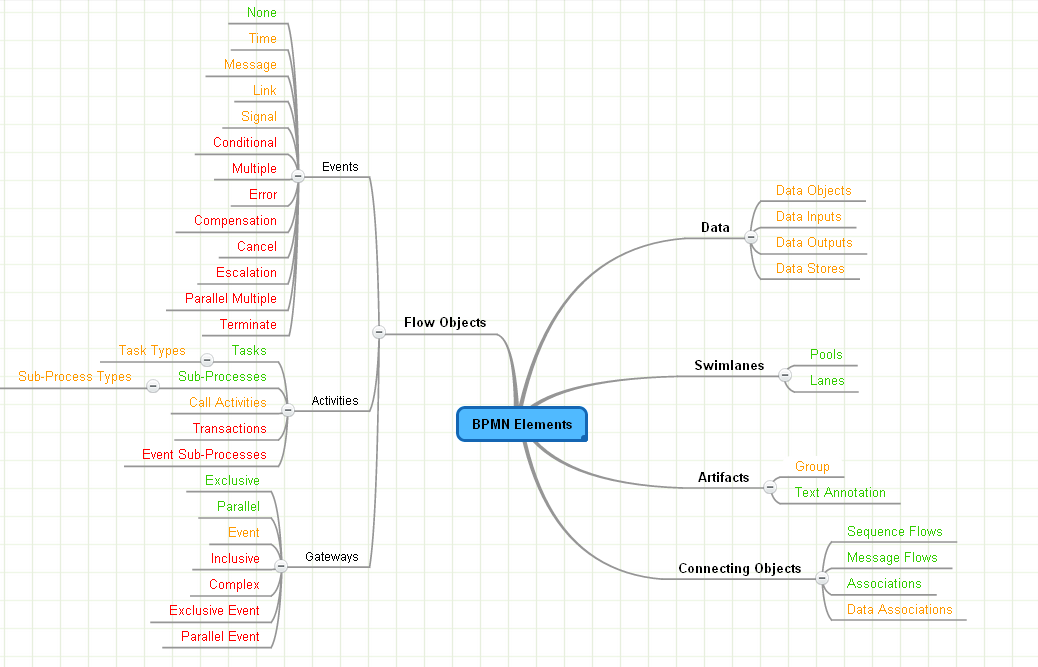 None
Time
Message
Link
Signal
Conditional
Multiple
Error
Compensation
Cancel
Escalation
Parallel Multiple
Terminate
Events
Task Types
Tasks
Sub-Process Types
Sub-Processes
Call Activities
Transactions
Event Sub-Processes
Activities
Exclusive
Parallel
Event
Inclusive
Complex
Exclusive Event
Parallel Event
Gateways
Flow Objects
BPMN Elements
Data
Data Objects
Data Inputs
Data Outputs
Data Stores
Swimlanes
Pools
Lanes
Artifacts
Group
Text Annotation
Connecting Objects
Sequence Flows
Message Flows
Associations
Data Associations